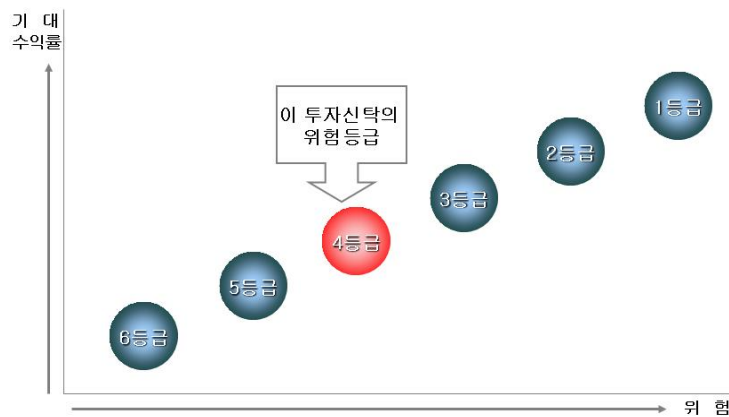 기 대
수익률
이 투자신탁의
위험등급
1등급
2등급
3등급
4등급
5등급
6등급
위 험